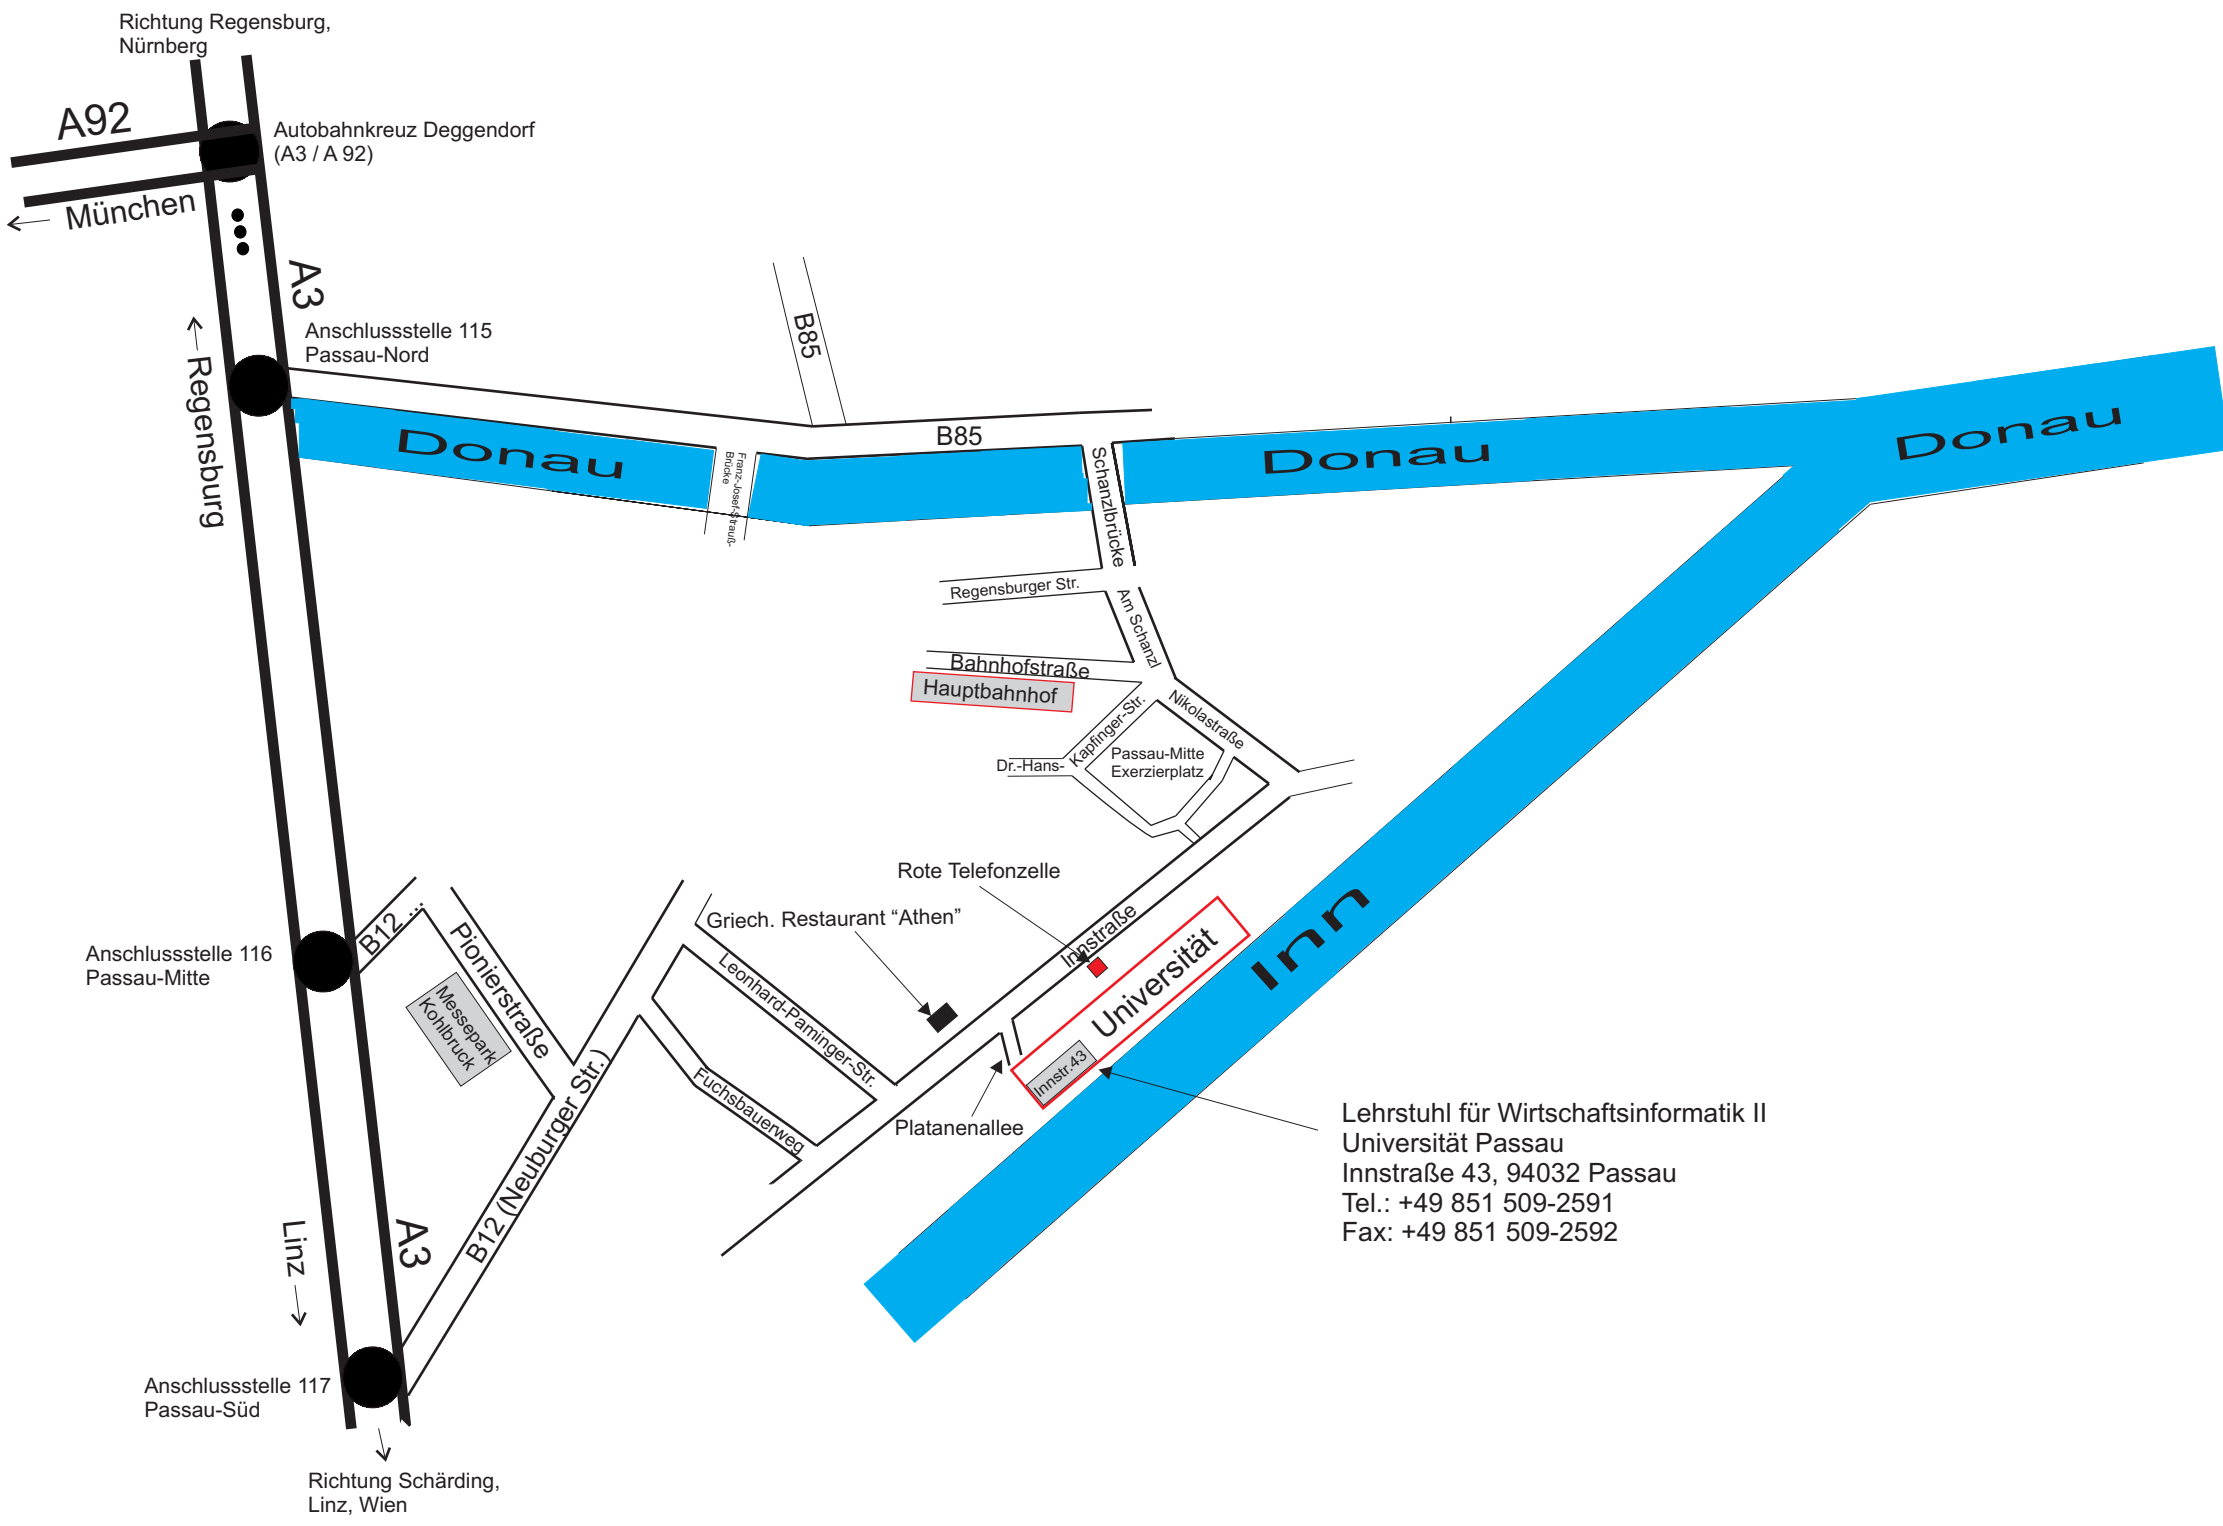 Richtung Regensburg,
Nürnberg
A92
Autobahnkreuz Deggendorf
(A3 / A 92)
München
A3
B85
Anschlussstelle 115
Passau-Nord
Regensburg
Donau
Franz-Josef-Strauß-
Brücke
B85
Schanzlbrücke
Donau
Donau
Regensburger Str.
Am Schanzl
Bahnhofstraße
Hauptbahnhof
Nikolastraße
Dr.-Hans-
Kapfinger-Str.
Passau-Mitte
Exerzierplatz
Rote Telefonzelle
Griech. Restaurant “Athen”
Innstraße
Inn
Universität
B12 ...
Pionierstraße
Anschlussstelle 116
Passau-Mitte
Messepark
Kohlbruck
Leonhard-Paminger-Str.
Fuchsbauerweg
Innstr.43
Platanenallee
B12 (Neuburger Str.)
Lehrstuhl für Wirtschaftsinformatik II
Universität Passau
Innstraße 43, 94032 Passau
Tel.: +49 851 509-2591
Fax: +49 851 509-2592
Linz
A3
Anschlussstelle 117
Passau-Süd
Richtung Schärding,
Linz, Wien